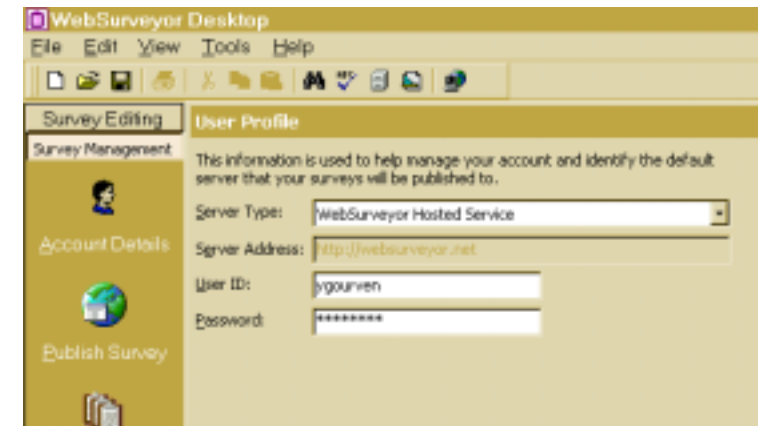 WebSurveyor Desktop
File Edit View Tools Help
Survey Editing
User Profile
Survey Management
This information is used to help manage your account and identify the default
server that your surveys will be published to.
Server Type: WebSurveyor Hosted Service
Account Details
Server Address: http://websurveyor.net
User ID: ygourven
Password: ********
Publish Survey